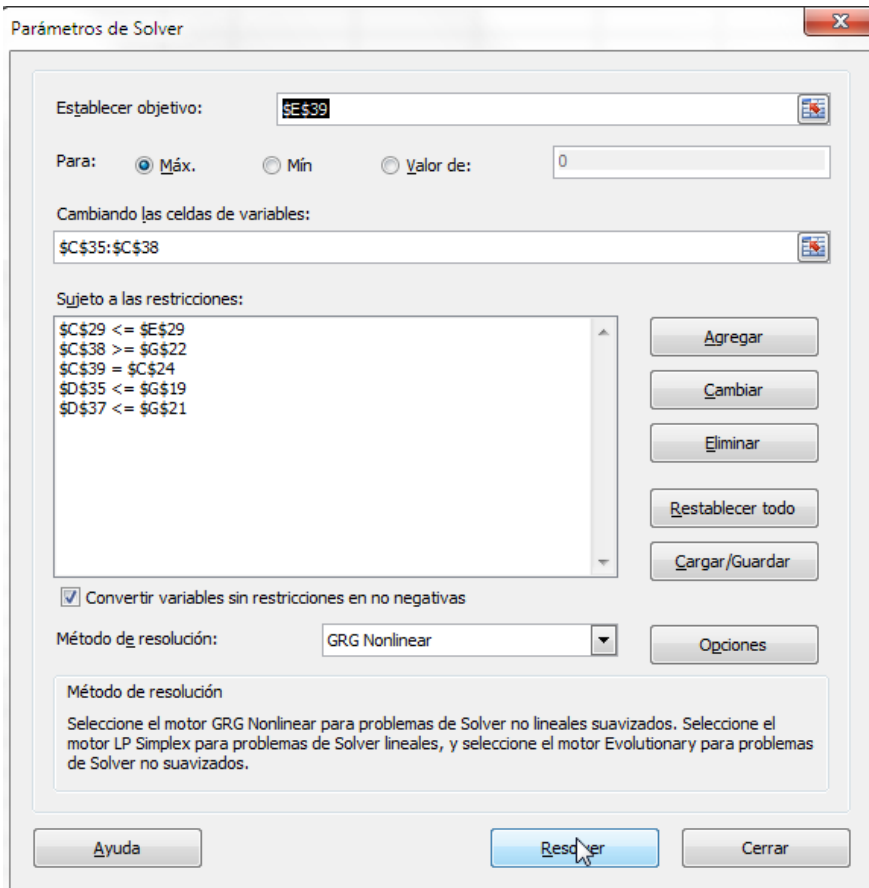 Parámetros de Solver
Establecer objetivo: $E$39
Para: Máx. Mín Valor de: 0
Cambiando las celdas de variables:
$C$35:$C$38
Sujeto a las restricciones:
$C$29 <= $E$29
$C$38 >= $G$22
$C$39 = $C$24
$D$35 <= $G$19
$D$37 <= $G$21
Agregar
Cambiar
Eliminar
Restablecer todo
Cargar/Guardar
Convertir variables sin restricciones en no negativas
Método de resolución: GRG Nonlinear Opciones
Método de resolución
Seleccione el motor GRG Nonlinear para problemas de Solver no lineales suavizados. Seleccione el
motor LP Simplex para problemas de Solver lineales, y seleccione el motor Evolutionary para problemas
de Solver no suavizados.
Ayuda Resolver Cerrar